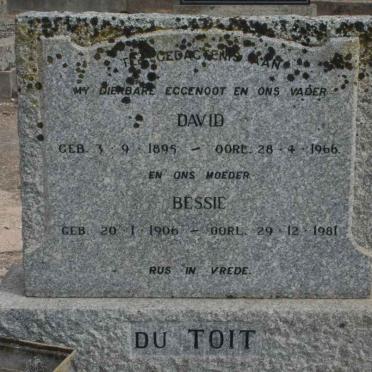 TER GEDAGTENIS AAN
MY DIERBARE EGGENOOT EN ONS VADER
DAVID
GEB. 3 · 9 · 1895 — OORL. 28 · 4 · 1966.
EN ONS MOEDER
BESSIE
GEB. 20 · 1 · 1906 — OORL. 29 · 12 · 1981.
RUS IN VREDE.
DU TOIT